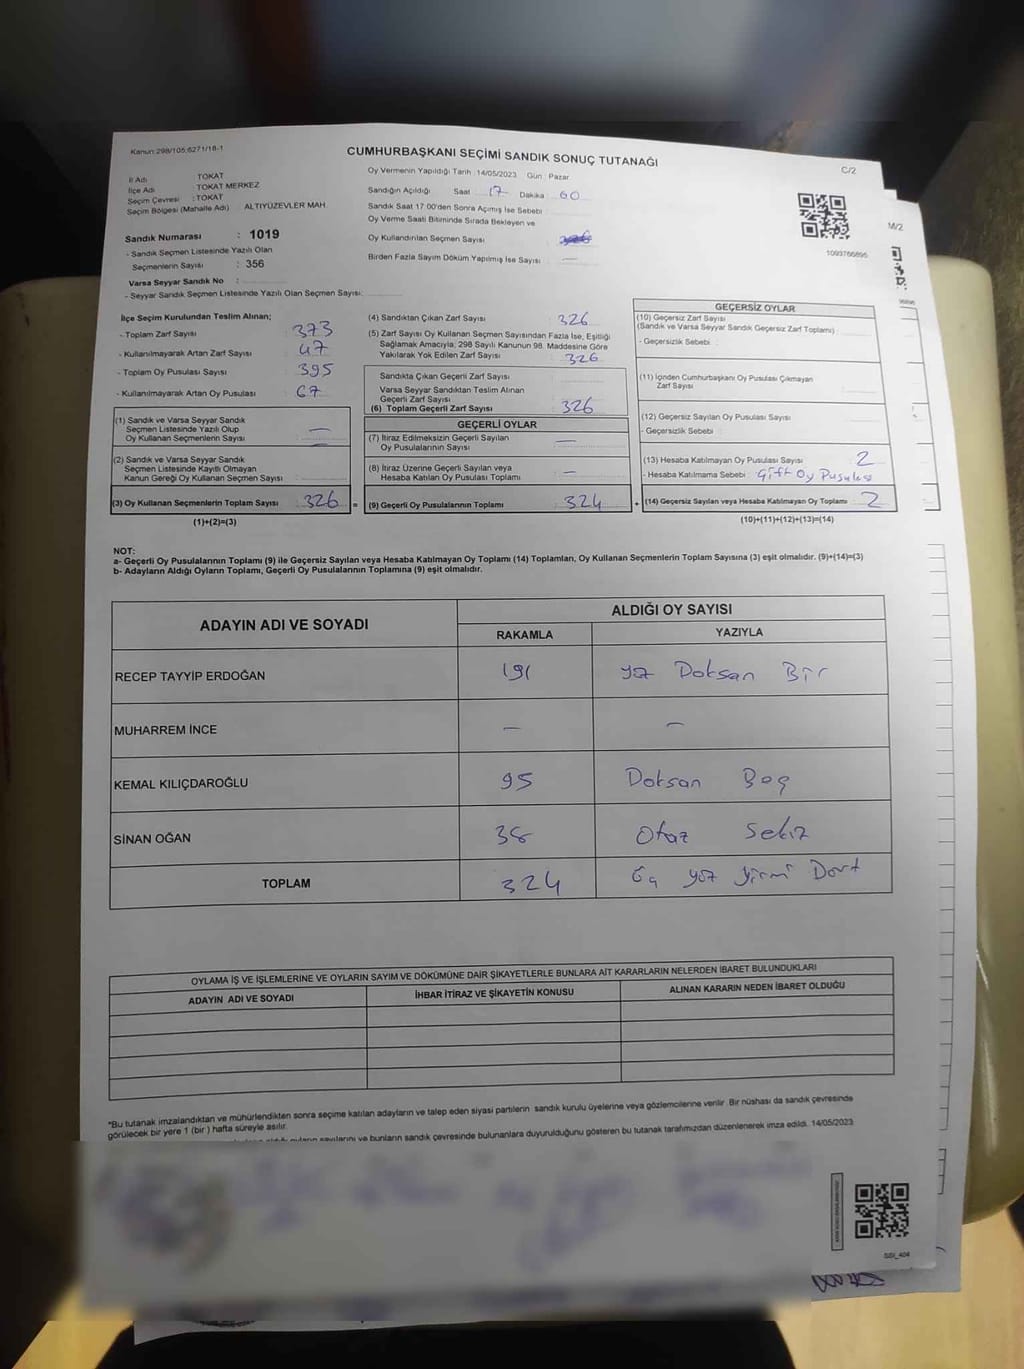 Kanun:298/105;6271/18-1
CUMHURBAŞKANI SEÇİMİ SANDIK SONUÇ TUTANAĞI
C/2
İl Adı : TOKAT
İlçe Adı : TOKAT MERKEZ
Seçim Çevresi : TOKAT
Seçim Bölgesi (Mahalle Adı) ALTIYÜZEVLER MAH.
Sandık Numarası : 1019
- Sandık Seçmen Listesinde Yazılı Olan
Seçmenlerin Sayısı : 356
Varsa Seyyar Sandık No :
- Seyyar Sandık Seçmen Listesinde Yazılı Olan Seçmen Sayısı:
Oy Vermenin Yapıldığı Tarih : 14/05/2023 Gün : Pazar
Sandığın Açıldığı Saat 17 Dakika : 60
Sandık Saat 17.00'den Sonra Açımış İse Sebebi
Oy Verme Saati Bitiminde Sırada Bekleyen ve
Oy Kullandırılan Seçmen Sayısı :
Birden Fazla Sayım Döküm Yapılmış İse Sayısı : —
1093766895
M/2
İlçe Seçim Kurulundan Teslim Alınan;
- Toplam Zarf Sayısı : 373
- Kullanılmayarak Artan Zarf Sayısı : 47
- Toplam Oy Pusulası Sayısı : 395
- Kullanılmayarak Artan Oy Pusulası : 67
(1) Sandık ve Varsa Seyyar Sandık
Seçmen Listesinde Yazılı Olup
Oy Kullanan Seçmenlerin Sayısı : —
(2) Sandık ve Varsa Seyyar Sandık
Seçmen Listesinde Kayıtlı Olmayan
Kanun Gereği Oy Kullanan Seçmen Sayısı :
(3) Oy Kullanan Seçmenlerin Toplam Sayısı : 326 =
(1)+(2)=(3)
(4) Sandıktan Çıkan Zarf Sayısı : 326
(5) Zarf Sayısı Oy Kullanan Seçmen Sayısından Fazla İse, Eşitliği
Sağlamak Amacıyla; 298 Sayılı Kanunun 98. Maddesine Göre
Yakılarak Yok Edilen Zarf Sayısı : 326
Sandıkta Çıkan Geçerli Zarf Sayısı
Varsa Seyyar Sandıktan Teslim Alınan
Geçerli Zarf Sayısı
(6) Toplam Geçerli Zarf Sayısı : 326
GEÇERLİ OYLAR
(7) İtiraz Edilmeksizin Geçerli Sayılan
Oy Pusulalarının Sayısı : —
(8) İtiraz Üzerine Geçerli Sayılan veya
Hesaba Katılan Oy Pusulası Toplamı : —
(9) Geçerli Oy Pusulalarının Toplamı : 324 +
GEÇERSİZ OYLAR
(10) Geçersiz Zarf Sayısı
(Sandık ve Varsa Seyyar Sandık Geçersiz Zarf Toplamı) :
- Geçersizlik Sebebi :
(11) İçinden Cumhurbaşkanı Oy Pusulası Çıkmayan
Zarf Sayısı
(12) Geçersiz Sayılan Oy Pusulası Sayısı
- Geçersizlik Sebebi :
(13) Hesaba Katılmayan Oy Pusulası Sayısı : 2
- Hesaba Katılmama Sebebi : Çift Oy Pusulası
(14) Geçersiz Sayılan veya Hesaba Katılmayan Oy Toplamı : 2
(10)+(11)+(12)+(13)=(14)
NOT:
a- Geçerli Oy Pusulalarının Toplamı (9) ile Geçersiz Sayılan veya Hesaba Katılmayan Oy Toplamı (14) Toplamları, Oy Kullanan Seçmenlerin Toplam Sayısına (3) eşit olmalıdır. (9)+(14)=(3)
b- Adayların Aldığı Oyların Toplamı, Geçerli Oy Pusulalarının Toplamına (9) eşit olmalıdır.
ADAYIN ADI VE SOYADI
ALDIĞI OY SAYISI
RAKAMLA YAZIYLA
RECEP TAYYİP ERDOĞAN 191 yüz Doksan Bir
MUHARREM İNCE — —
KEMAL KILIÇDAROĞLU 95 Doksan Beş
SİNAN OĞAN 38 Otuz Sekiz
TOPLAM 324 Üç yüz yirmi Dört
OYLAMA İŞ VE İŞLEMLERİNE VE OYLARIN SAYIM VE DÖKÜMÜNE DAİR ŞİKAYETLERLE BUNLARA AİT KARARLARIN NELERDEN İBARET BULUNDUKLARI
ADAYIN ADI VE SOYADI İHBAR İTİRAZ VE ŞİKAYETİN KONUSU ALINAN KARARIN NEDEN İBARET OLDUĞU
*Bu tutanak imzalandıktan ve mühürlendikten sonra seçime katılan adayların ve talep eden siyasi partilerin sandık kurulu üyelerine veya gözlemcilerine verilir. Bir nüshası da sandık çevresinde
görülecek bir yere 1 (bir) hafta süreyle asılır.
oyların sayılarını ve bunların sandık çevresinde bulunanlara duyurulduğunu gösteren bu tutanak tarafımızdan düzenlenerek imza edildi. 14/05/2023
SSI_404